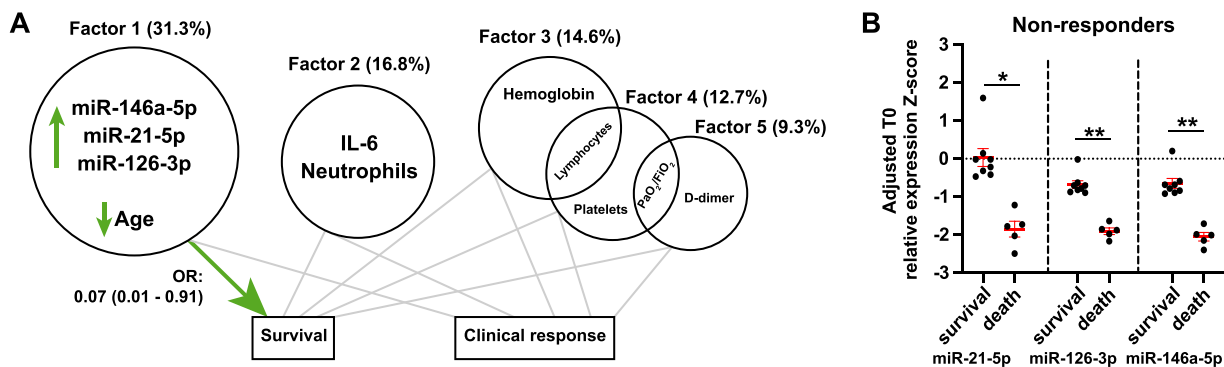 A
Factor 1 (31.3%)
miR-146a-5p
miR-21-5p
miR-126-3p
Age
OR:
0.07 (0.01 - 0.91)
Factor 2 (16.8%)
IL-6
Neutrophils
Factor 3 (14.6%)
Hemoglobin
Lymphocytes
Factor 4 (12.7%)
Platelets
PaO2/FiO2
Factor 5 (9.3%)
D-dimer
Survival
Clinical response
B
Non-responders
Adjusted T0
relative expression Z-score
3
2
1
0
-1
-2
-3
*
**
**
survival
death
survival
death
survival
death
miR-21-5p
miR-126-3p
miR-146a-5p